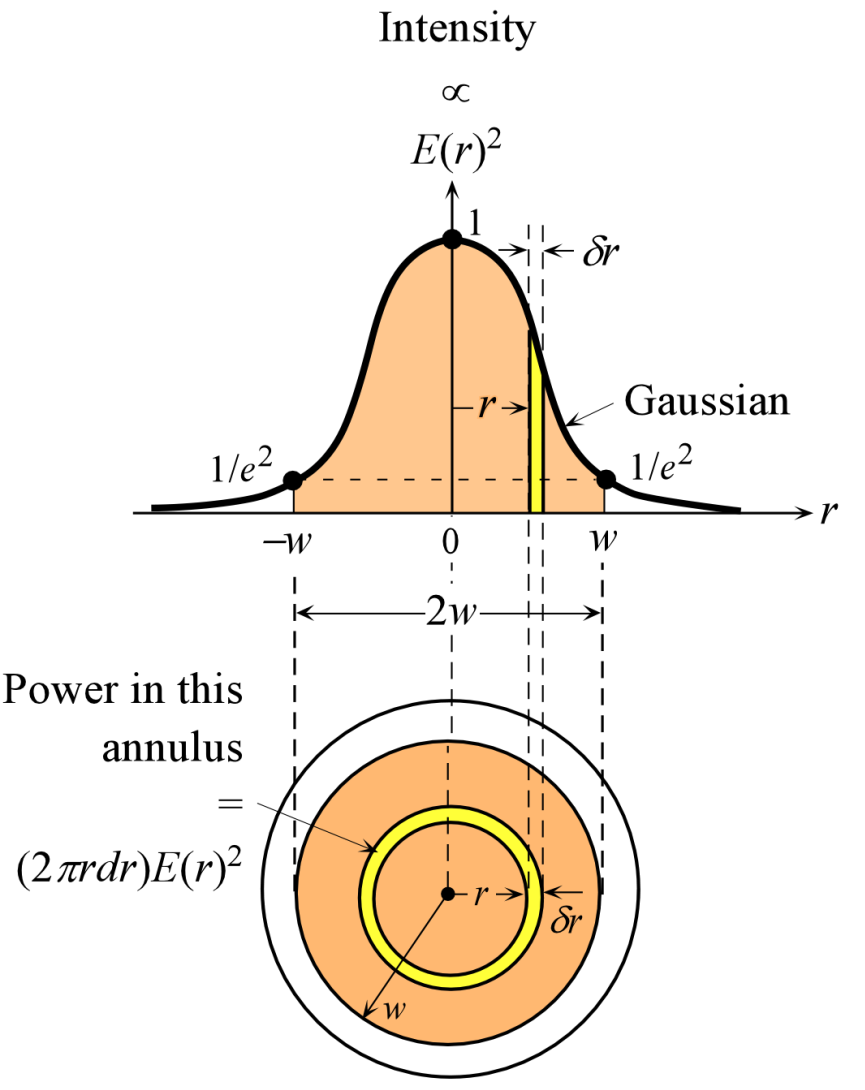 Intensity
∝
E(r)²
1
δr
r
Gaussian
1/e²
1/e²
r
−w
0
w
2w
Power in this
annulus
=
(2πrdr)E(r)²
r
δr
w